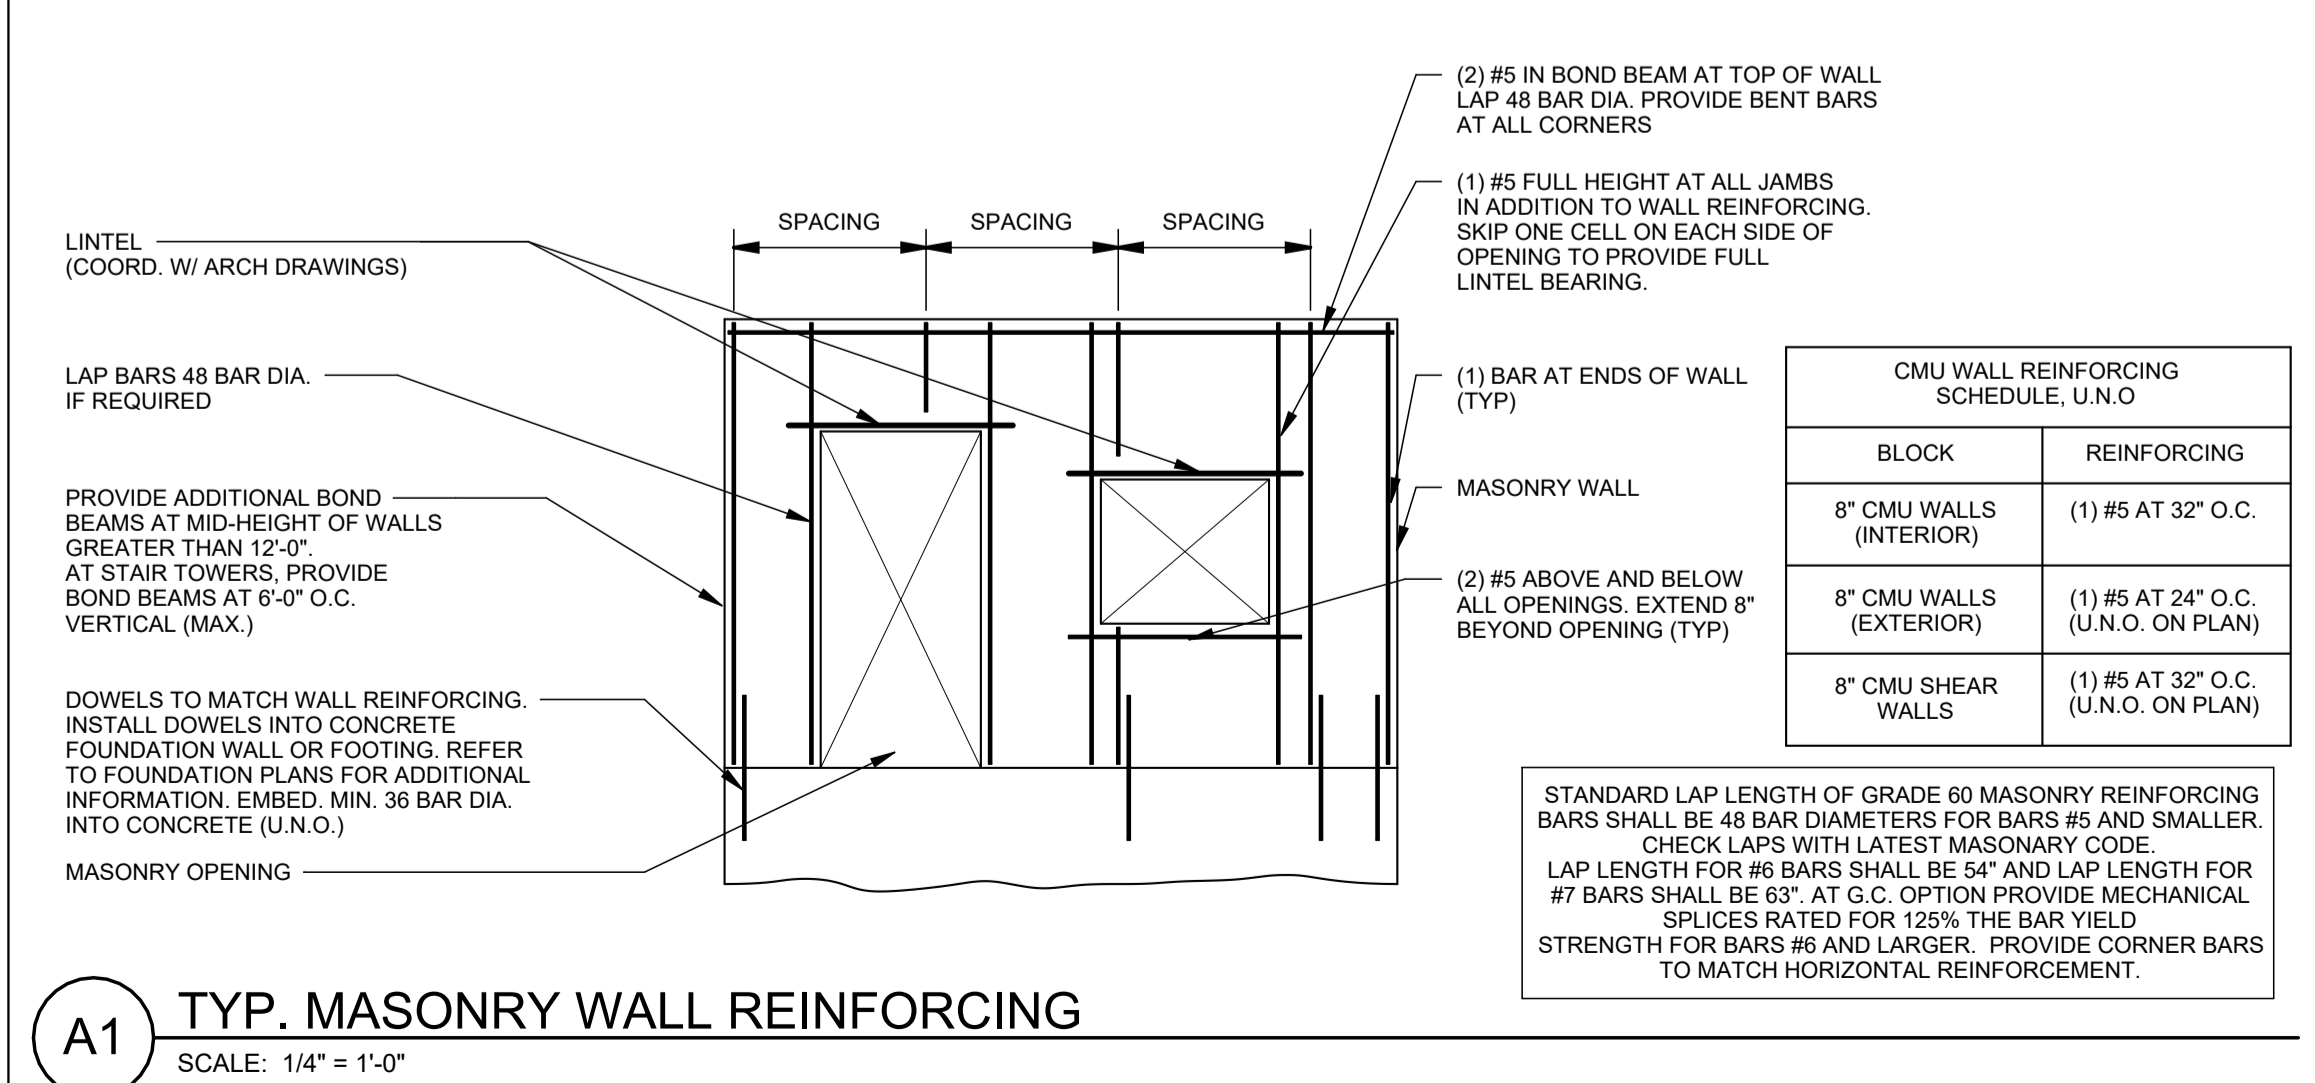 (2) #5 IN BOND BEAM AT TOP OF WALL
LAP 48 BAR DIA. PROVIDE BENT BARS
AT ALL CORNERS
(1) #5 FULL HEIGHT AT ALL JAMBS
IN ADDITION TO WALL REINFORCING.
SKIP ONE CELL ON EACH SIDE OF
OPENING TO PROVIDE FULL
LINTEL BEARING.
SPACING
SPACING
SPACING
LINTEL
(COORD. W/ ARCH DRAWINGS)
LAP BARS 48 BAR DIA.
IF REQUIRED
PROVIDE ADDITIONAL BOND
BEAMS AT MID-HEIGHT OF WALLS
GREATER THAN 12'-0".
AT STAIR TOWERS, PROVIDE
BOND BEAMS AT 6'-0" O.C.
VERTICAL (MAX.)
DOWELS TO MATCH WALL REINFORCING.
INSTALL DOWELS INTO CONCRETE
FOUNDATION WALL OR FOOTING. REFER
TO FOUNDATION PLANS FOR ADDITIONAL
INFORMATION. EMBED. MIN. 36 BAR DIA.
INTO CONCRETE (U.N.O.)
MASONRY OPENING
(1) BAR AT ENDS OF WALL
(TYP)
MASONRY WALL
(2) #5 ABOVE AND BELOW
ALL OPENINGS. EXTEND 8"
BEYOND OPENING (TYP)
CMU WALL REINFORCING
SCHEDULE, U.N.O
BLOCK
REINFORCING
8" CMU WALLS
(INTERIOR)
(1) #5 AT 32" O.C.
8" CMU WALLS
(EXTERIOR)
(1) #5 AT 24" O.C.
(U.N.O. ON PLAN)
8" CMU SHEAR
WALLS
(1) #5 AT 32" O.C.
(U.N.O. ON PLAN)
STANDARD LAP LENGTH OF GRADE 60 MASONRY REINFORCING
BARS SHALL BE 48 BAR DIAMETERS FOR BARS #5 AND SMALLER.
CHECK LAPS WITH LATEST MASONARY CODE.
LAP LENGTH FOR #6 BARS SHALL BE 54" AND LAP LENGTH FOR
#7 BARS SHALL BE 63". AT G.C. OPTION PROVIDE MECHANICAL
SPLICES RATED FOR 125% THE BAR YIELD
STRENGTH FOR BARS #6 AND LARGER. PROVIDE CORNER BARS
TO MATCH HORIZONTAL REINFORCEMENT.
A1
TYP. MASONRY WALL REINFORCING
SCALE: 1/4" = 1'-0"